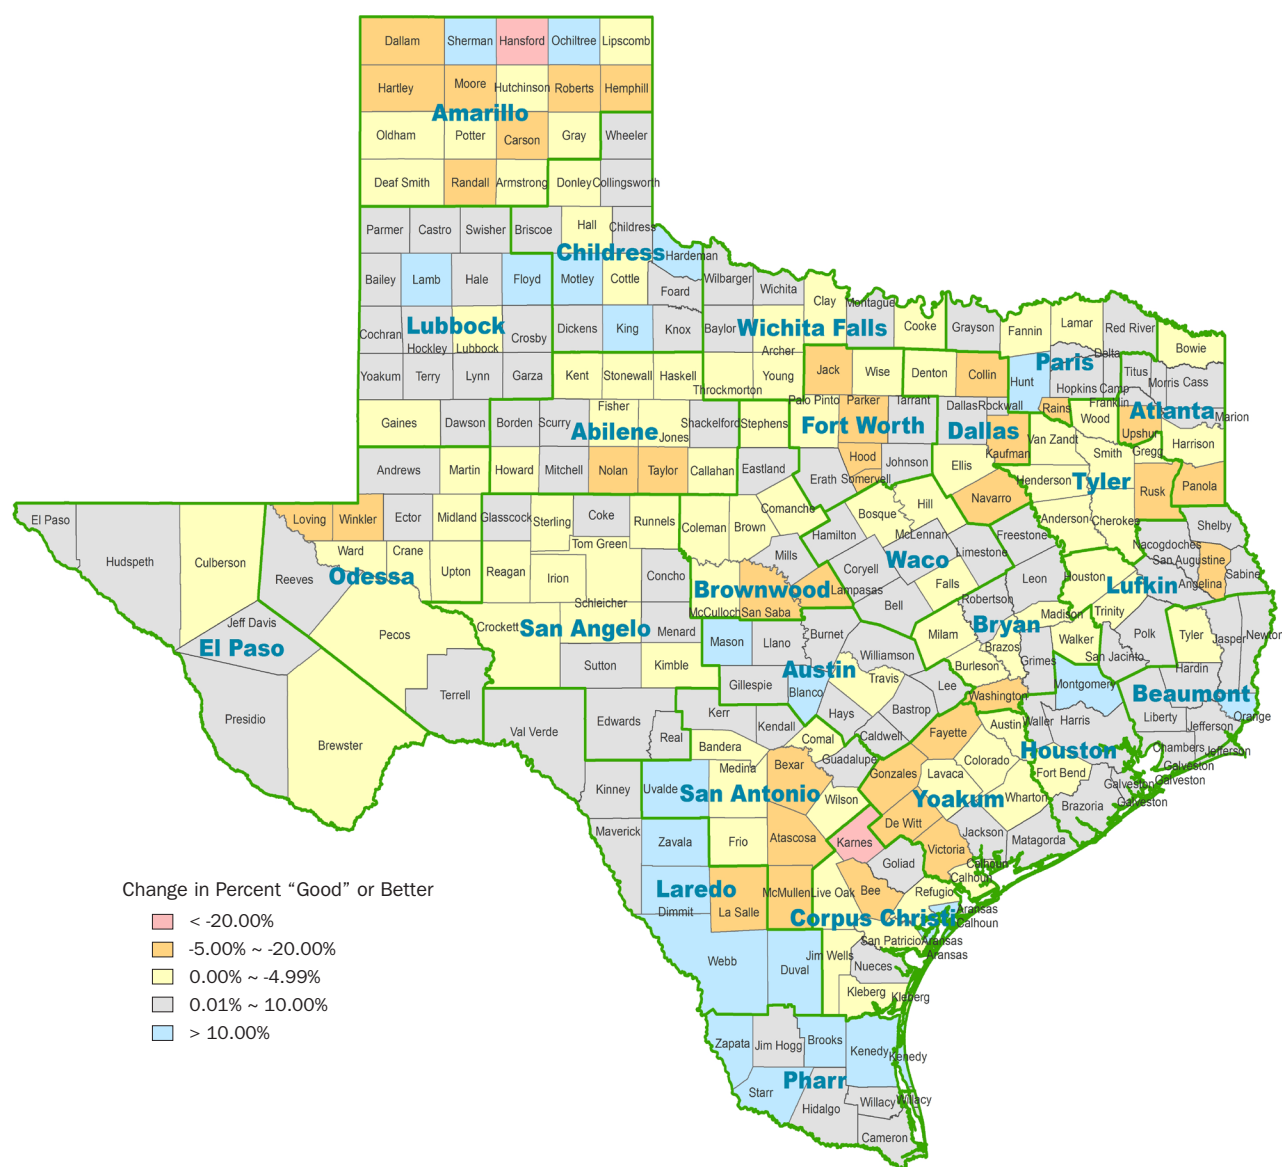 Dallam Sherman Hansford Ochiltree Lipscomb
Hartley Moore Hutchinson Roberts Hemphill
Amarillo
Oldham Potter Carson Gray Wheeler
Deaf Smith Randall Armstrong Donley Collingsworth
Parmer Castro Swisher Briscoe Hall Childress
Childress Hardeman
Bailey Lamb Hale Floyd Motley Cottle Foard Wilbarger Wichita Clay Montague
Cochran Hockley Lubbock Lubbock Crosby Dickens King Knox Baylor Archer Wichita Falls Cooke Grayson Fannin Lamar Red River Bowie
Yoakum Terry Lynn Garza Kent Stonewall Haskell Throckmorton Young Jack Wise Denton Collin Hunt Paris Delta Hopkins Camp Titus Morris Cass
Gaines Dawson Borden Scurry Fisher Abilene Jones Shackelford Stephens Palo Pinto Parker Fort Worth Tarrant Dallas Rockwall Dallas Kaufman Rains Wood Franklin Upshur Atlanta Marion
Andrews Martin Howard Mitchell Nolan Taylor Callahan Eastland Erath Hood Somervell Johnson Ellis Navarro Van Zandt Henderson Smith Tyler Gregg Harrison Rusk Panola
El Paso Hudspeth Culberson Loving Winkler Ector Midland Glasscock Sterling Coke Runnels Coleman Brown Comanche Hamilton Bosque Hill McLennan Limestone Freestone Anderson Cherokee Nacogdoches Shelby
Reeves Ward Crane Odessa Upton Reagan Irion Tom Green Concho Mills Brownwood Lampasas Coryell Waco Falls Leon Houston Lufkin San Augustine Angelina Sabine
Jeff Davis El Paso Pecos Crockett Schleicher San Angelo Menard McCulloch San Saba Bell Robertson Milam Bryan Madison Trinity Polk Tyler Jasper Newton
Presidio Brewster Terrell Sutton Kimble Mason Llano Burnet Williamson Austin Travis Burleson Brazos Grimes Walker San Jacinto Hardin
Val Verde Edwards Real Kerr Gillespie Blanco Kendall Hays Bastrop Lee Caldwell Washington Montgomery Beaumont Liberty Jefferson Orange
Kinney Uvalde Bandera Medina San Antonio Bexar Comal Guadalupe Wilson Gonzales Fayette Lavaca Colorado Austin Waller Harris Houston Fort Bend Chambers Jefferson Galveston
Galveston
Galveston
Galveston
Yoakum Wharton Brazoria
Maverick Zavala Frio Atascosa Karnes De Witt Victoria Jackson Matagorda Goliad
Calhoun
Calhoun
Laredo Dimmit La Salle McMullen Live Oak Bee Refugio Corpus Christi
Aransas
Calhoun
Webb Duval Jim Wells San Patricio Aransas
Aransas
Nueces
Kleberg Kleberg
Zapata Jim Hogg Brooks Kenedy Kenedy
Pharr
Starr Hidalgo Willacy Willacy
Cameron
Change in Percent “Good” or Better
< -20.00%
-5.00% ~ -20.00%
0.00% ~ -4.99%
0.01% ~ 10.00%
> 10.00%